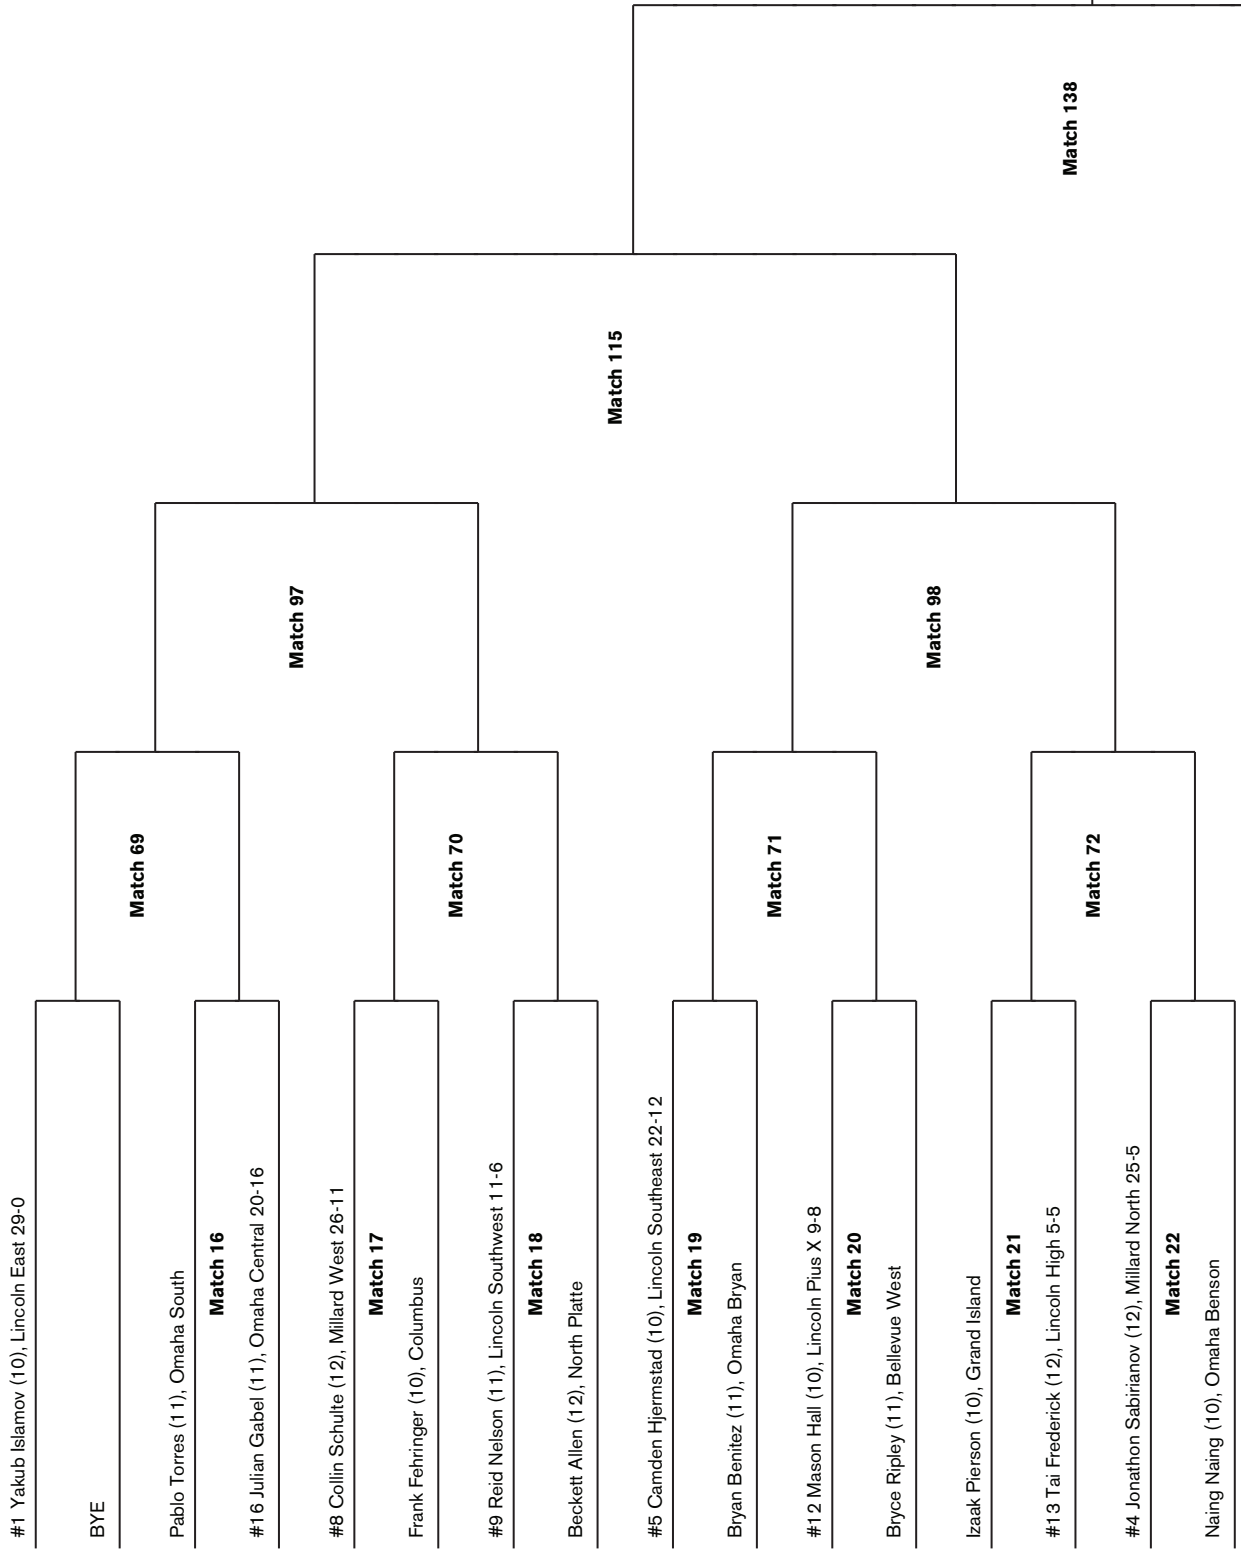 #1 Yakub Islamov (10), Lincoln East 29-0
BYE
Match 69
Pablo Torres (11), Omaha South
Match 16
#16 Julian Gabel (11), Omaha Central 20-16
Match 97
#8 Collin Schulte (12), Millard West 26-11
Match 17
Frank Fehringer (10), Columbus
Match 70
#9 Reid Nelson (11), Lincoln Southwest 11-6
Match 18
Beckett Allen (12), North Platte
Match 115
#5 Camden Hjermstad (10), Lincoln Southeast 22-12
Match 19
Bryan Benitez (11), Omaha Bryan
Match 71
#12 Mason Hall (10), Lincoln Pius X 9-8
Match 20
Bryce Ripley (11), Bellevue West
Match 98
Izaak Pierson (10), Grand Island
Match 21
#13 Tai Frederick (12), Lincoln High 5-5
Match 138
Match 72
#4 Jonathon Sabirianov (12), Millard North 25-5
Match 22
Naing Naing (10), Omaha Benson